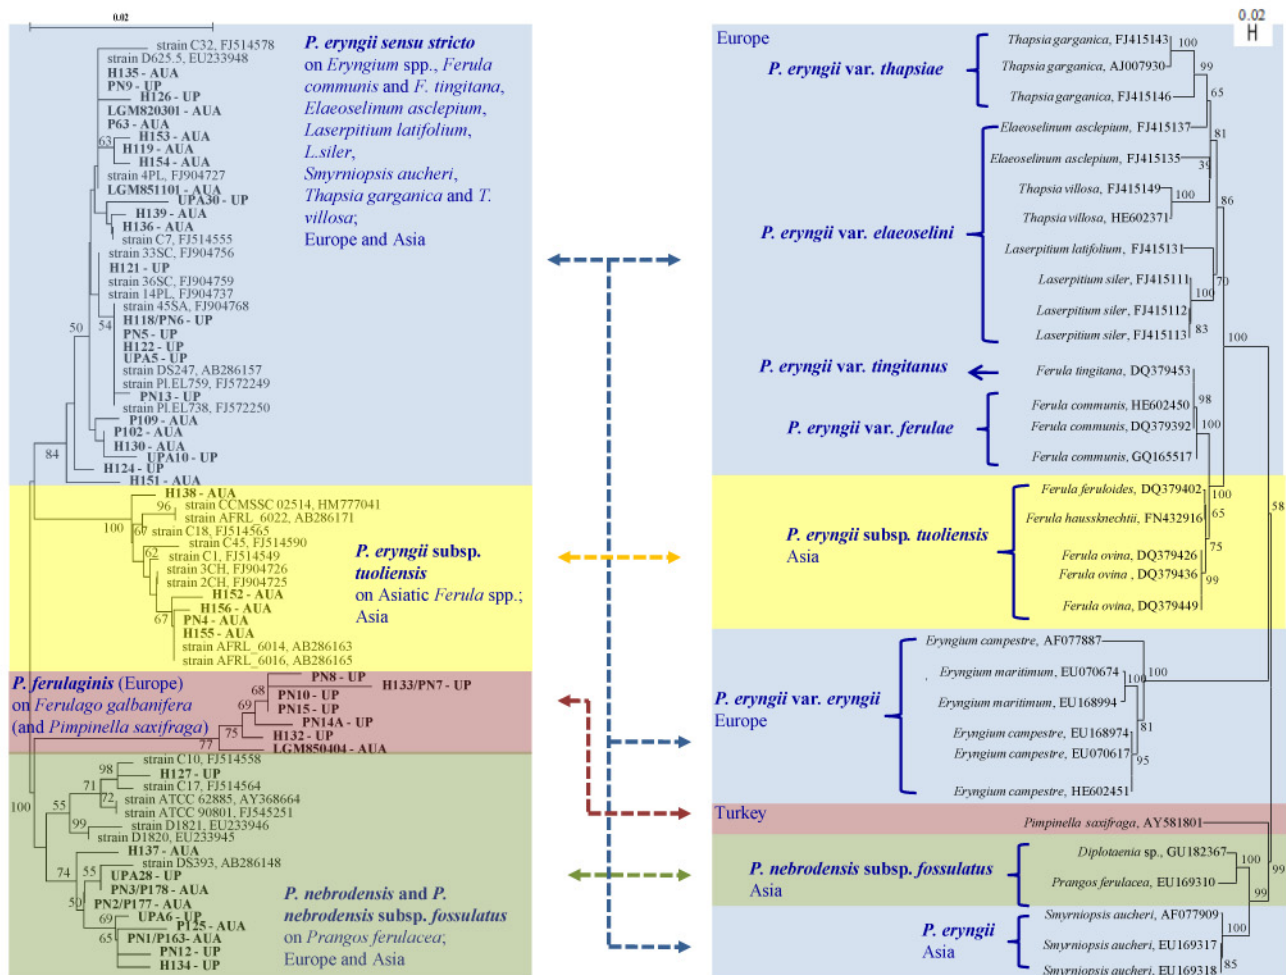 0.02
strain C32, FJ514578
strain D625.5, EU233948
H135 - AUA
PN9 - UP
H126 - UP
LGM820301 - AUA
P63 - AUA
63
H153 - AUA
H119 - AUA
H154 - AUA
strain 4PL, FJ904727
LGM851101 - AUA
UPA30 - UP
H139 - AUA
H136 - AUA
strain C7, FJ514555
strain 33SC, FJ904756
H121 - UP
strain 36SC, FJ904759
strain 14PL, FJ904737
strain 45SA, FJ904768
50
54
H118/PN6 - UP
PN5 - UP
H122 - UP
UPA5 - UP
strain DS247, AB286157
strain PI.EL759, FJ572249
PN13 - UP
strain PI.EL738, FJ572250
P109 - AUA
P102 - AUA
H130 - AUA
UPA10 - UP
84
H124 - UP
H151 - AUA
P. eryngii sensu stricto
on Eryngium spp., Ferula
communis and F. tingitana,
Elaeoselinum asclepium,
Laserpitium latifolium,
L.siler,
Smyrniopsis aucheri,
Thapsia garganica and T.
villosa;
Europe and Asia
H138 - AUA
96
strain CCMSSC 02514, HM777041
strain AFRL_6022, AB286171
100
67
strain C18, FJ514565
strain C45, FJ514590
62
strain C1, FJ514549
strain 3CH, FJ904726
strain 2CH, FJ904725
H152 - AUA
67
H156 - AUA
PN4 - AUA
H155 - AUA
strain AFRL_6014, AB286163
strain AFRL_6016, AB286165
P. eryngii subsp.
tuoliensis
on Asiatic Ferula spp.;
Asia
P. ferulaginis (Europe)
on Ferulago galbanifera
(and Pimpinella saxifraga)
PN8 - UP
68
H133/PN7 - UP
PN10 - UP
69
PN15 - UP
PN14A - UP
75
H132 - UP
77
LGM850404 - AUA
strain C10, FJ514558
98
H127 - UP
71
strain C17, FJ514564
72
strain ATCC 62885, AY368664
100
55
strain ATCC 90801, FJ545251
99
strain D1821, EU233946
strain D1820, EU233945
H137 - AUA
74
55
strain DS393, AB286148
UPA28 - UP
PN3/P178 - AUA
50
PN2/P177 - AUA
69
UPA6 - UP
P125 - AUA
65
PN1/P163- AUA
PN12 - UP
H134 - UP
P. nebrodensis and P.
nebrodensis subsp. fossulatus
on Prangos ferulacea;
Europe and Asia
0.02
Europe
P. eryngii var. thapsiae
Thapsia garganica, FJ415143
100
Thapsia garganica, AJ007930
99
Thapsia garganica, FJ415146
65
P. eryngii var. elaeoselini
Elaeoselinum asclepium, FJ415137
81
Elaeoselinum asclepium, FJ415135
39
Thapsia villosa, FJ415149
100
86
Thapsia villosa, HE602371
Laserpitium latifolium, FJ415131
70
Laserpitium siler, FJ415111
100
Laserpitium siler, FJ415112
83
Laserpitium siler, FJ415113
100
P. eryngii var. tingitanus
Ferula tingitana, DQ379453
98
P. eryngii var. ferulae
Ferula communis, HE602450
Ferula communis, DQ379392
100
Ferula communis, GQ165517
P. eryngii subsp. tuoliensis
Asia
Ferula feruloides, DQ379402
100
Ferula haussknechtii, FN432916
65
58
75
Ferula ovina, DQ379426
Ferula ovina , DQ379436
99
Ferula ovina, DQ379449
P. eryngii var. eryngii
Europe
Eryngium campestre, AF077887
Eryngium maritimum, EU070674
100
100
Eryngium maritimum, EU168994
81
Eryngium campestre, EU168974
Eryngium campestre, EU070617
95
Eryngium campestre, HE602451
Turkey
Pimpinella saxifraga, AY581801
P. nebrodensis subsp. fossulatus
Asia
Diplotaenia sp., GU182367
100
99
Prangos ferulacea, EU169310
99
P. eryngii
Asia
Smyrniopsis aucheri, AF077909
100
Smyrniopsis aucheri, EU169317
85
Smyrniopsis aucheri, EU169318